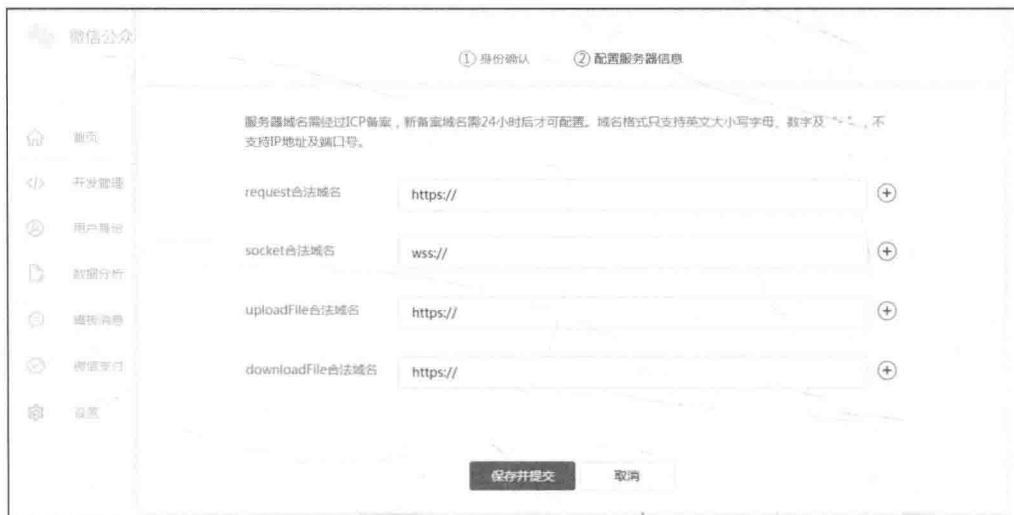 微信公众
① 身份确认 ② 配置服务器信息
服务器域名需经过ICP备案，新备案域名需24小时后才可配置。域名格式只支持英文大小写字母、数字及 "- "，不
支持IP地址及端口号。
首页
开发管理
request合法域名 https://
用户身份
socket合法域名 wss://
数据分析
uploadFile合法域名 https://
模板消息
微信支付
downloadFile合法域名 https://
设置
保存并提交 取消